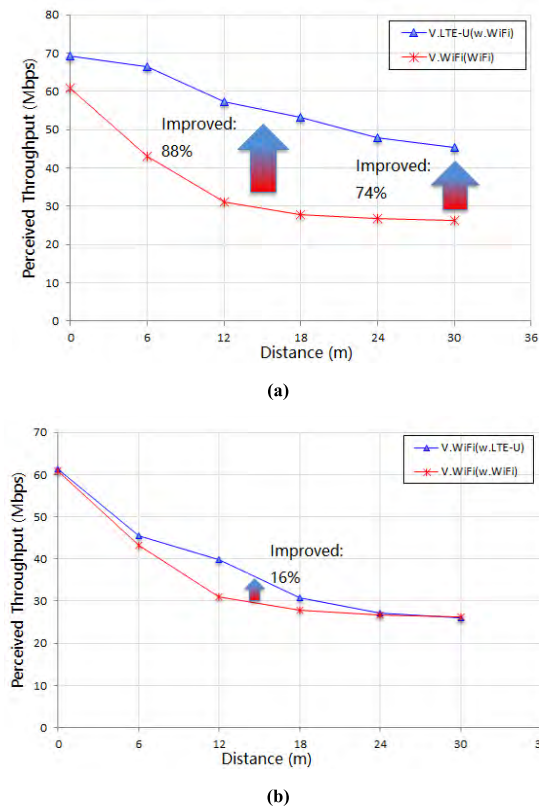 80
70
60
50
40
30
20
10
0
Perceived Throughput (Mbps)
V.LTE-U(w.WiFi)
V.WiFi(WiFi)
Improved:
88%
Improved:
74%
0 6 12 18 24 30 36
Distance (m)
(a)
70
60
50
40
30
20
10
0
Perceived Throughput (Mbps)
V.WiFi(w.LTE-U)
V.WiFi(w.WiFi)
Improved:
16%
0 6 12 18 24 30 36
Distance (m)
(b)